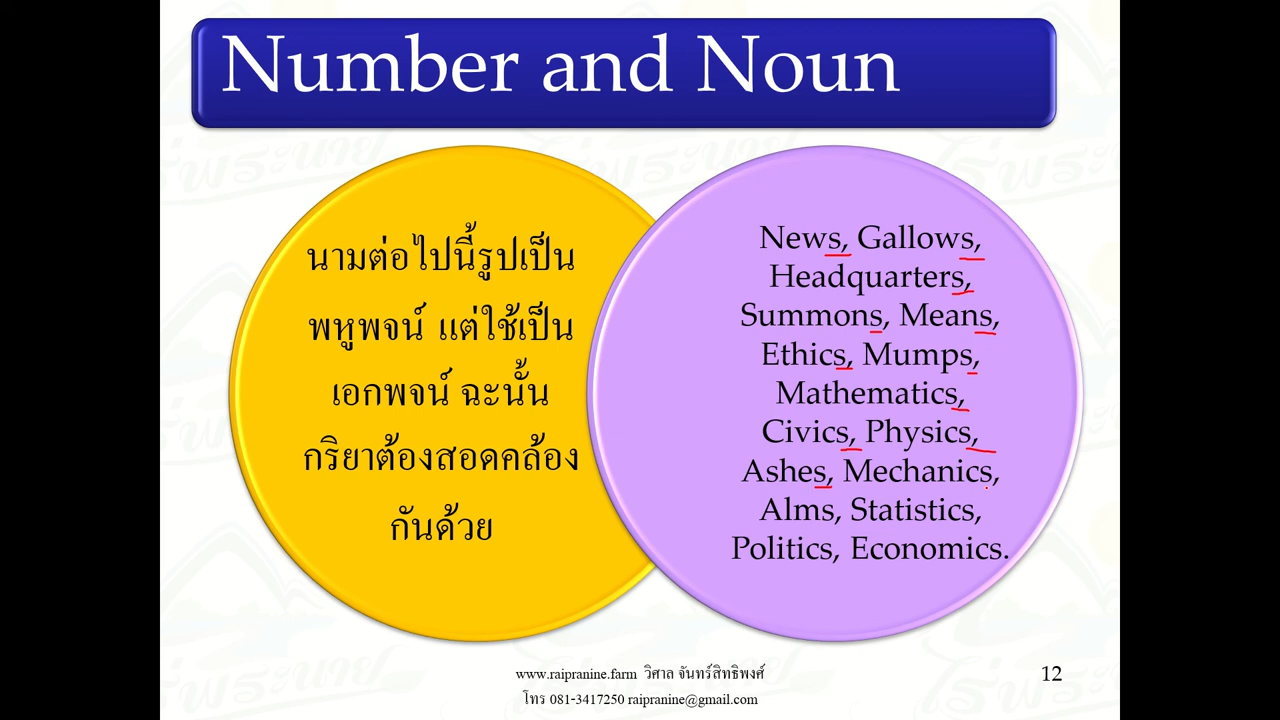 Number and Noun
นามต่อไปนี้รูปเป็น
พหูพจน์ แต่ใช้เป็น
เอกพจน์ ฉะนั้น
กริยาต้องสอดคล้อง
กันด้วย
News, Gallows,
Headquarters,
Summons, Means,
Ethics, Mumps,
Mathematics,
Civics, Physics,
Ashes, Mechanics,
Alms, Statistics,
Politics, Economics.
www.raipranine.farm วิศาล จันทร์สิทธิพงศ์
โทร 081-3417250 raipranine@gmail.com
12